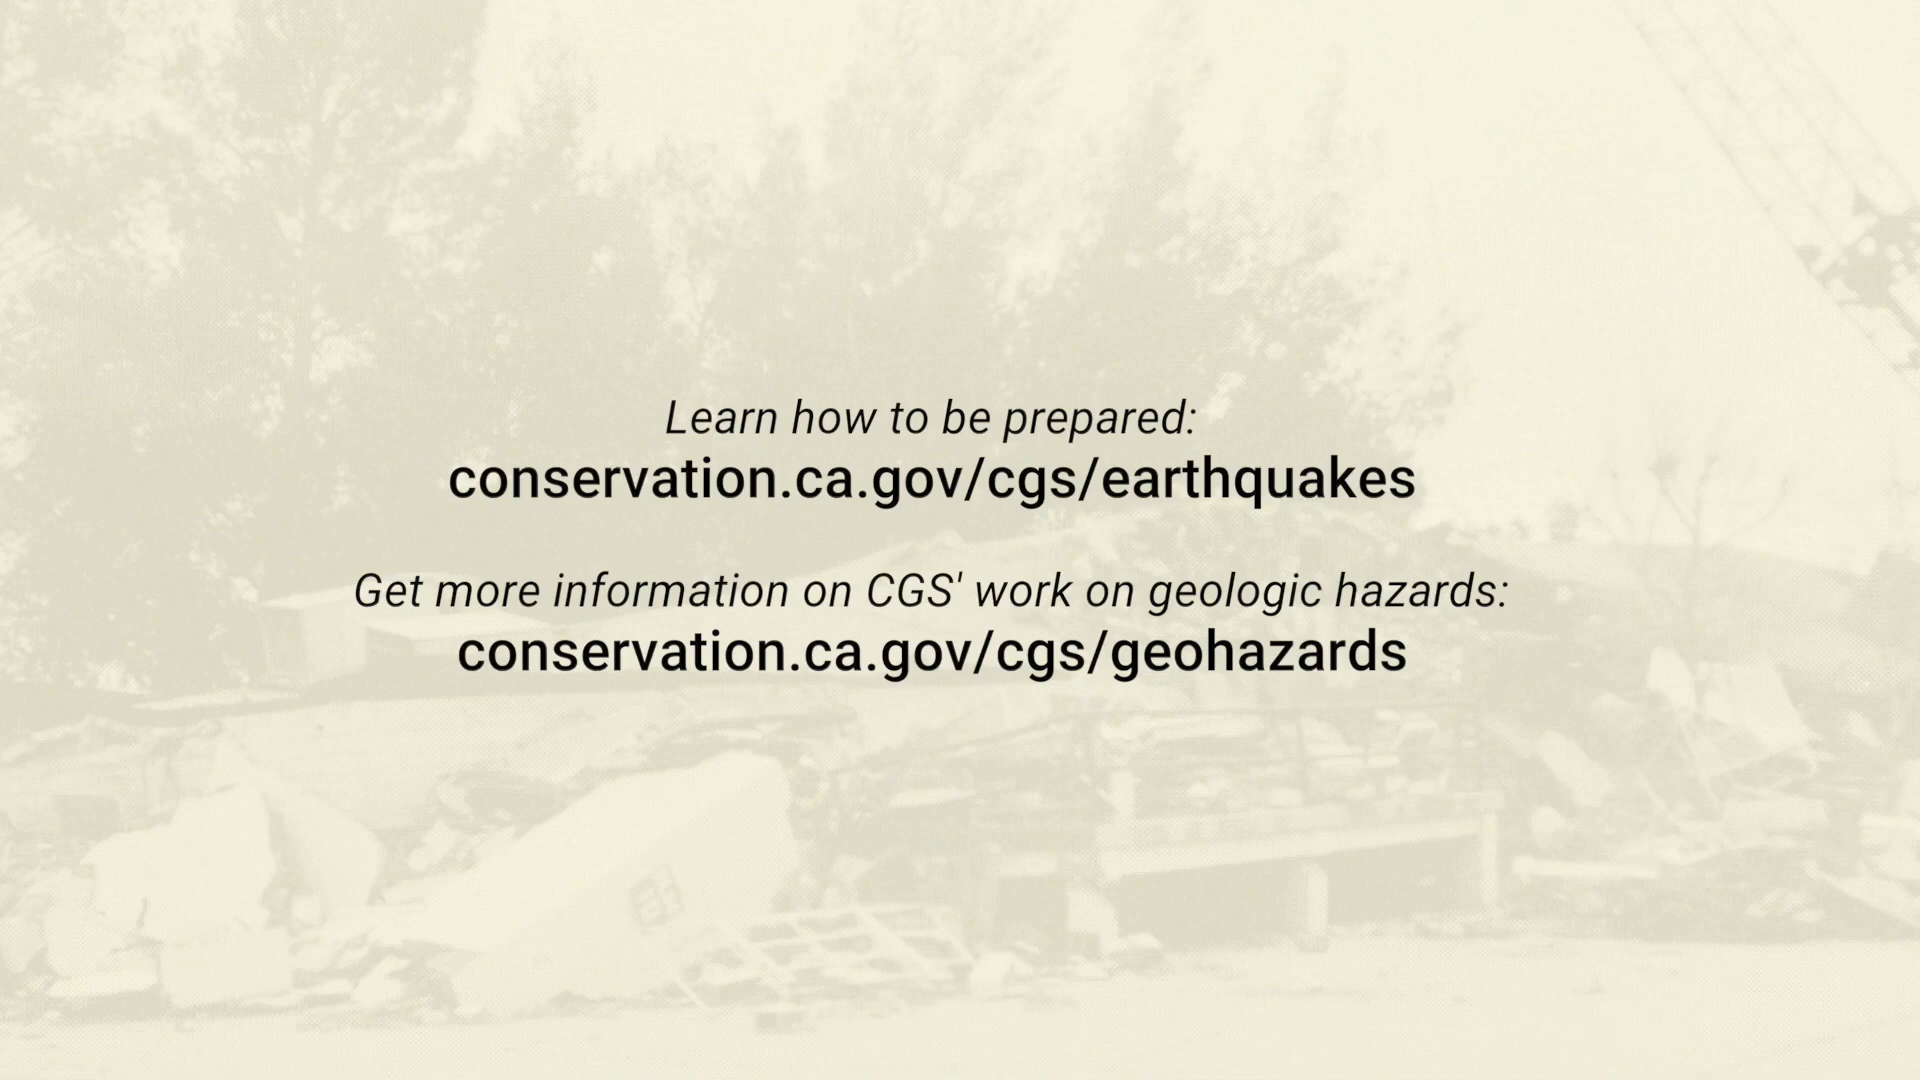 Learn how to be prepared:
conservation.ca.gov/cgs/earthquakes
Get more information on CGS' work on geologic hazards:
conservation.ca.gov/cgs/geohazards